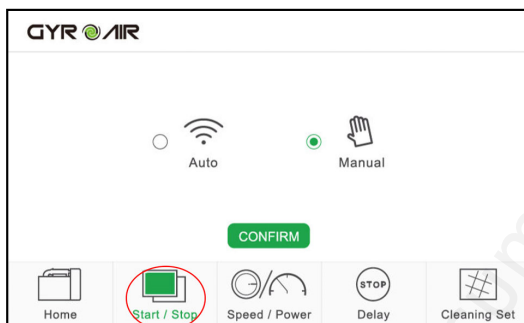 GYR AIR
Auto
Manual
CONFIRM
STOP
Home
Start / Stop
Speed / Power
Delay
Cleaning Set